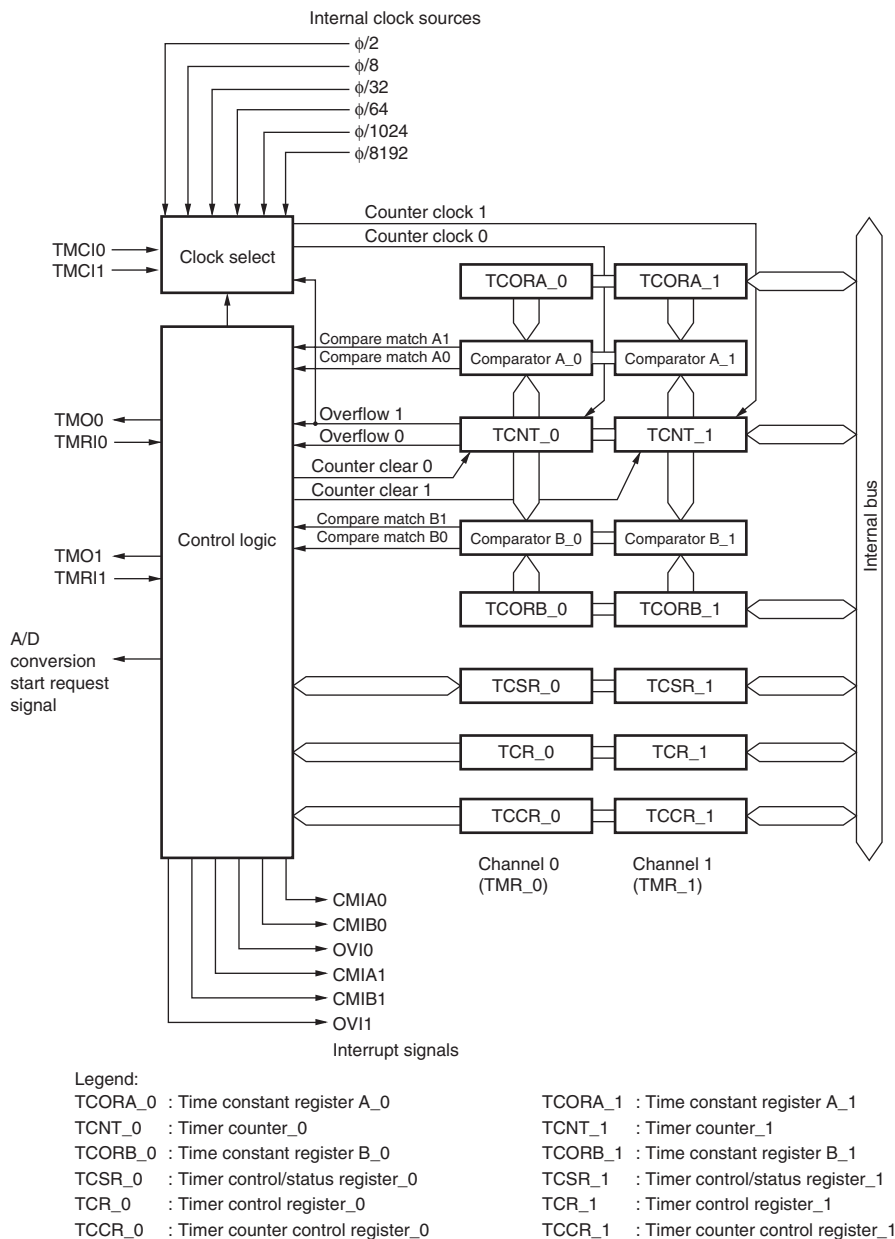 Internal clock sources
ϕ/2
ϕ/8
ϕ/32
ϕ/64
ϕ/1024
ϕ/8192
Counter clock 1
Counter clock 0
TMCI0
TMCI1
Clock select
TCORA_0
TCORA_1
Compare match A1
Compare match A0
Comparator A_0
Comparator A_1
TMO0
TMRI0
Overflow 1
Overflow 0
TCNT_0
TCNT_1
Counter clear 0
Counter clear 1
Control logic
Compare match B1
Compare match B0
Comparator B_0
Comparator B_1
Internal bus
TMO1
TMRI1
TCORB_0
TCORB_1
A/D
conversion
start request
signal
TCSR_0
TCSR_1
TCR_0
TCR_1
TCCR_0
TCCR_1
Channel 0
(TMR_0)
Channel 1
(TMR_1)
CMIA0
CMIB0
OVI0
CMIA1
CMIB1
OVI1
Interrupt signals
Legend:
TCORA_0 : Time constant register A_0
TCNT_0 : Timer counter_0
TCORB_0 : Time constant register B_0
TCSR_0 : Timer control/status register_0
TCR_0 : Timer control register_0
TCCR_0 : Timer counter control register_0
TCORA_1 : Time constant register A_1
TCNT_1 : Timer counter_1
TCORB_1 : Time constant register B_1
TCSR_1 : Timer control/status register_1
TCR_1 : Timer control register_1
TCCR_1 : Timer counter control register_1